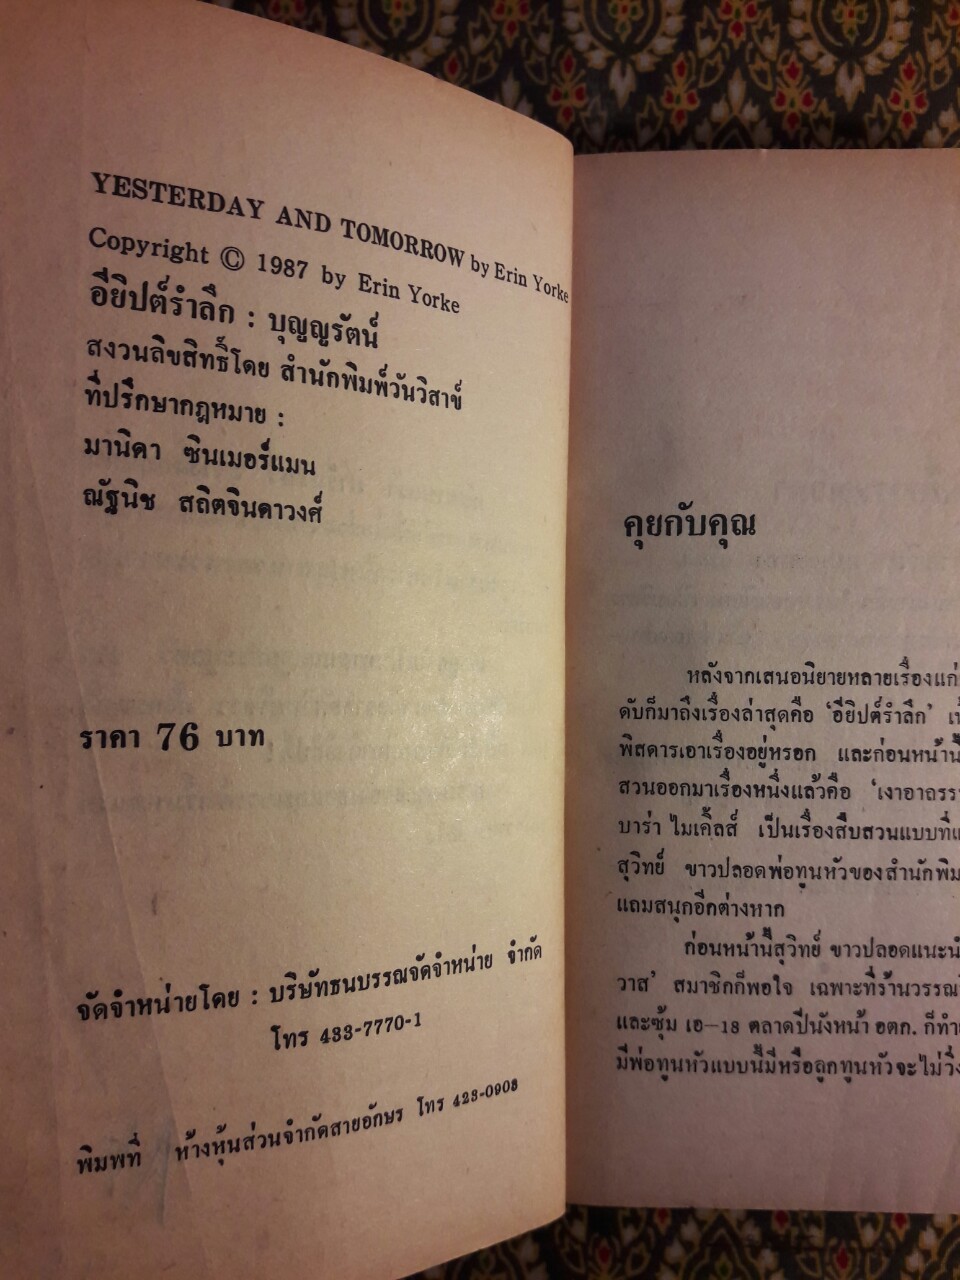 YESTERDAY AND TOMORROW by Erin Yorke
Copyright © 1987 by Erin Yorke
อียิปต์รำลึก : บุญญรัตน์
สงวนลิขสิทธิ์โดย สำนักพิมพ์วันวิสาข์
ที่ปรึกษากฎหมาย :
มานิดา ซินเมอร์แมน
ณัฐนิช สถิตจินดาวงศ์
ราคา 76 บาท
จัดจำหน่ายโดย : บริษัทธนบรรณจัดจำหน่าย จำกัด
โทร 433-7770-1
พิมพที่ ห้างหุ้นส่วนจำกัดสายอักษร โทร 423-0903
คุยกับคุณ
หลังจากเสนอนิยายหลายเรื่องแก่
ดับก็มาถึงเรื่องล่าสุดคือ 'อียิปต์รำลึก'
พิสดารเอาเรื่องอยู่หรอก และก่อนหน้านี้
สวนออกมาเรื่องหนึ่งแล้วคือ 'เงาอาถรร
บาร่า ไมเคิ้ลส์ เป็นเรื่องสืบสวนแบบที่
สุวิทย์ ขาวปลอดพ่อทูนหัวของสำนักพิม
แถมสนุกอีกต่างหาก
ก่อนหน้านี้สุวิทย์ ขาวปลอดแนะนำ
วาส' สมาชิกก็พอใจ เฉพาะที่ร้านวรรณ
และซุ้ม เอ-18 ตลาดปีนังหน้า อตก. ก็ทำ
มีพ่อทูนหัวแบบนี้มีหรือลูกทูนหัวจะไม่วิ่ง